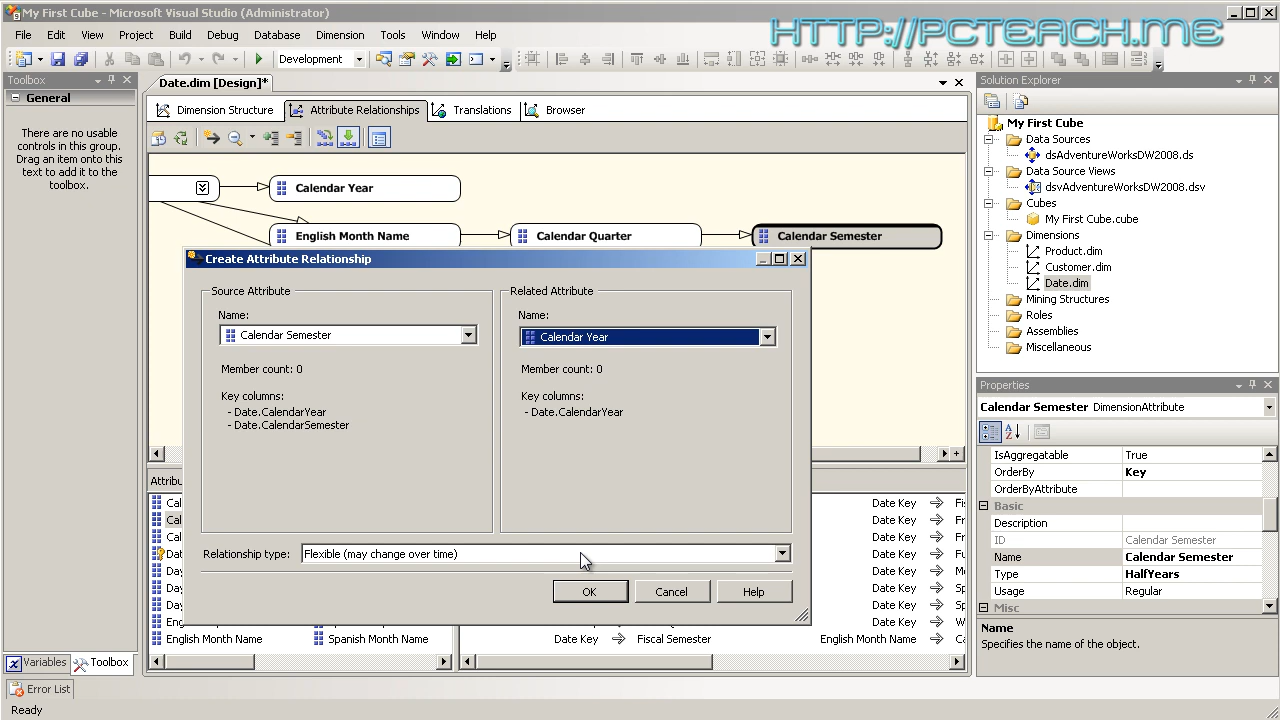 My First Cube - Microsoft Visual Studio (Administrator)
HTTP://PCTEACH.ME
File Edit View Project Build Debug Database Dimension Tools Window Help
Development
Toolbox
General
There are no usable
controls in this group.
Drag an item onto this
text to add it to the
toolbox.
Variables Toolbox
Error List
Ready
Date.dim [Design]*
Dimension Structure Attribute Relationships Translations Browser
Calendar Year
English Month Name Calendar Quarter Calendar Semester
Create Attribute Relationship
Source Attribute
Name:
Calendar Semester
Member count: 0
Key columns:
- Date.CalendarYear
- Date.CalendarSemester
Related Attribute
Name:
Calendar Year
Member count: 0
Key columns:
- Date.CalendarYear
Relationship type: Flexible (may change over time)
OK Cancel Help
English Month Name Spanish Month Name
Date Key
Date Key
Date Key
Date Key
Date Key
Date Key
Date Key
Date Key
Date Key Fiscal Semester English Month Name
Solution Explorer
My First Cube
Data Sources
dsAdventureWorksDW2008.ds
Data Source Views
dsvAdventureWorksDW2008.dsv
Cubes
My First Cube.cube
Dimensions
Product.dim
Customer.dim
Date.dim
Mining Structures
Roles
Assemblies
Miscellaneous
Properties
Calendar Semester DimensionAttribute
IsAggregatable True
OrderBy Key
OrderByAttribute
Basic
Description
ID Calendar Semester
Name Calendar Semester
Type HalfYears
Usage Regular
Misc
Name
Specifies the name of the object.